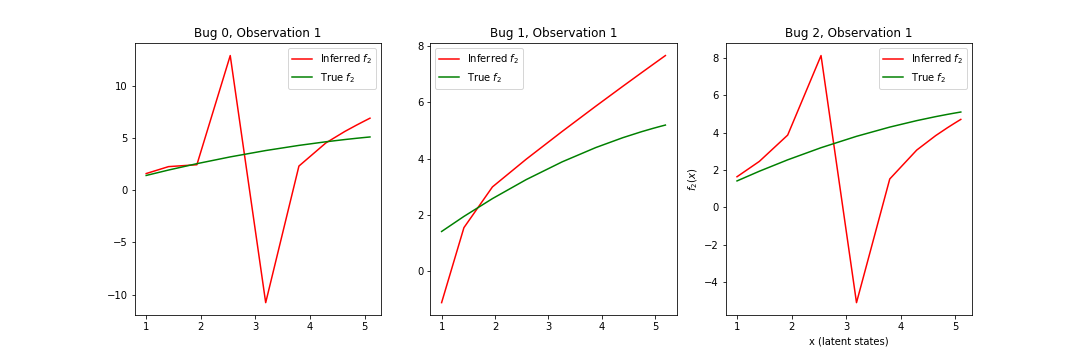 Bug 0, Observation 1
Inferred f₂
True f₂
10
5
0
−5
−10
1
2
3
4
5
Bug 1, Observation 1
Inferred f₂
True f₂
8
6
4
2
0
1
2
3
4
5
Bug 2, Observation 1
Inferred f₂
True f₂
f₂(x)
8
6
4
2
0
−2
−4
1
2
3
4
5
x (latent states)